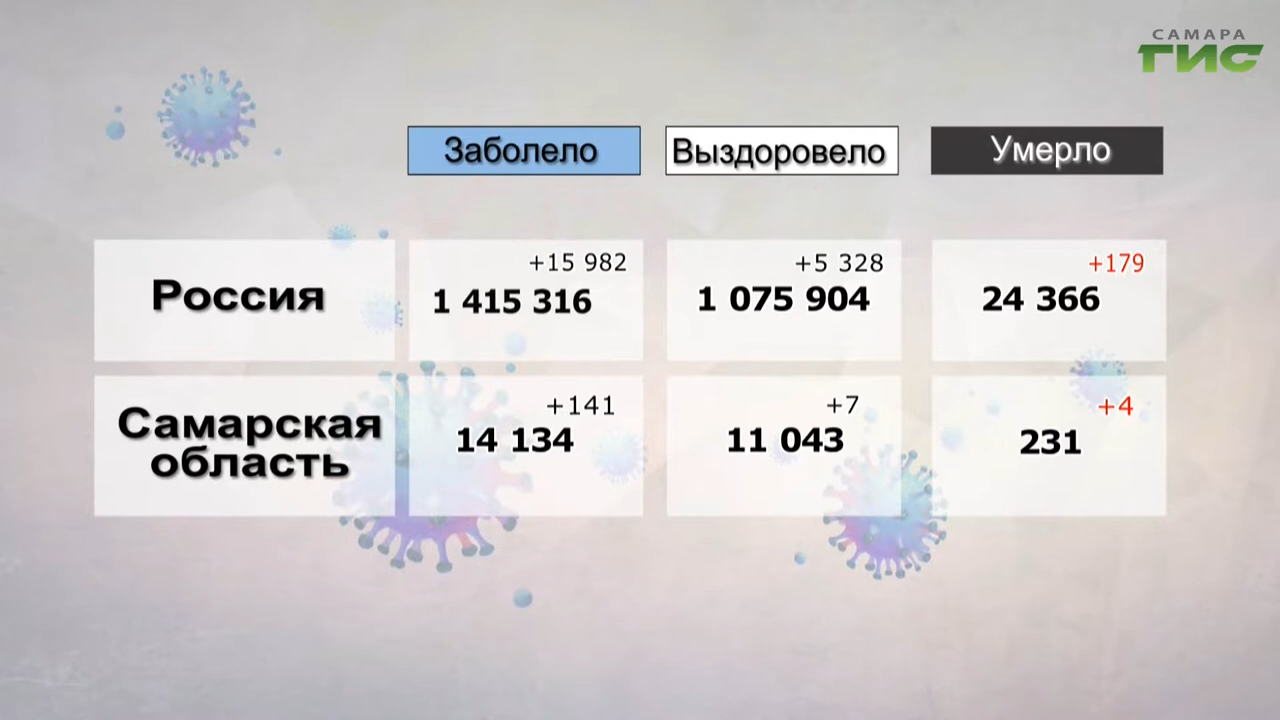 САМАРА
ГИС
Заболело Выздоровело Умерло
+15 982 +5 328 +179
Россия 1 415 316 1 075 904 24 366
+141 +7 +4
Самарская
область
14 134 11 043 231